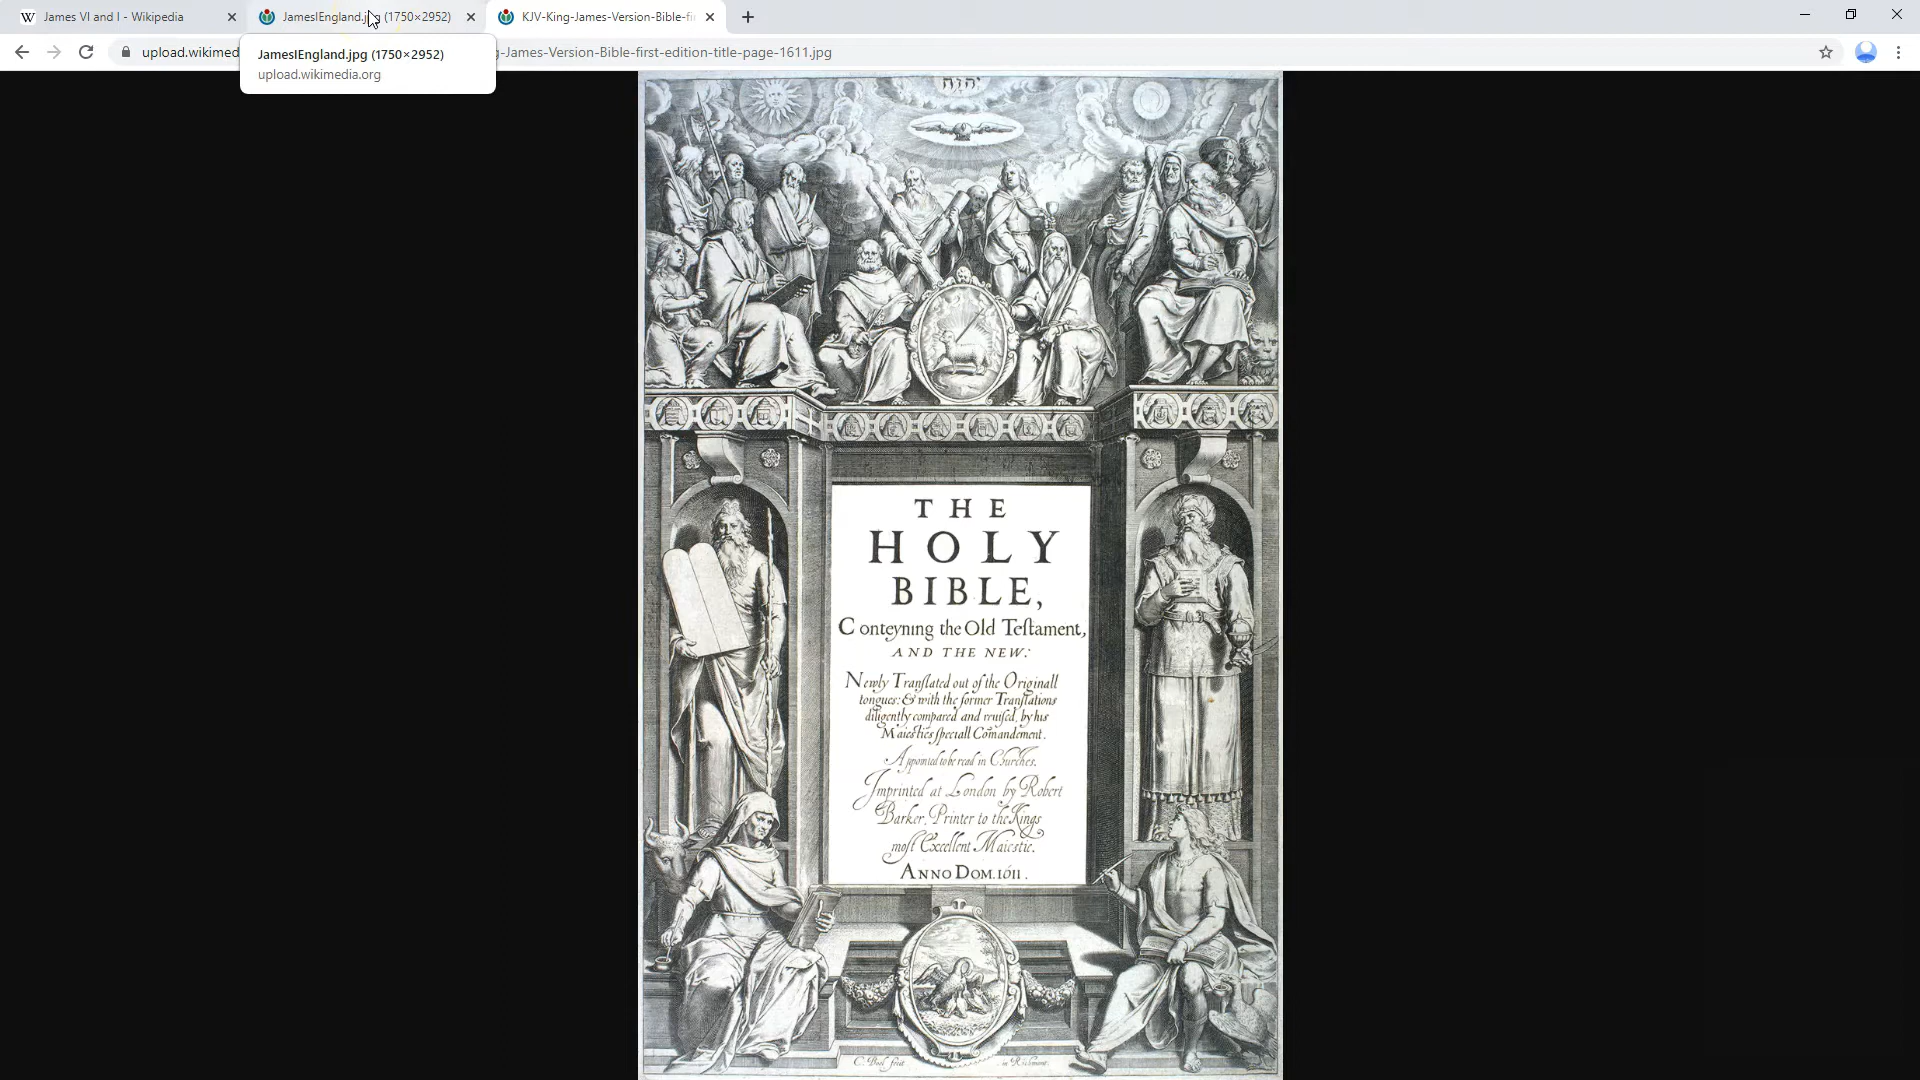 James VI and I - Wikipedia
JamesIEngland.jpg (1750×2952)
KJV-King-James-Version-Bible-fi
upload.wikimed
g-James-Version-Bible-first-edition-title-page-1611.jpg
JamesIEngland.jpg (1750×2952)
upload.wikimedia.org
יהוה
THE
HOLY
BIBLE,
Conteyning the Old Teſtament,
AND THE NEW:
Newly Tranſlated out of the Originall
tongues: & with the former Tranſlations
diligently compared and reuiſed, by his
Maieſties ſpeciall Comandement.
Appointed to be read in Churches.
Imprinted at London by Robert
Barker, Printer to the Kings
moſt Excellent Maieſtie.
ANNO DOM. 1611.
C. Boel fecit in Richmont.